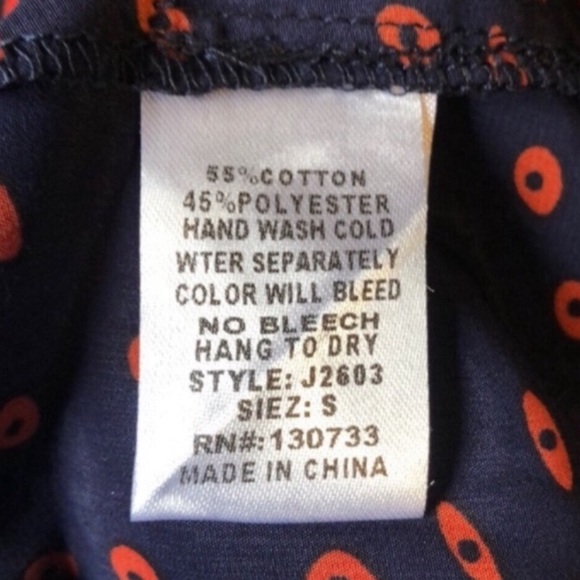 55%COTTON
45%POLYESTER
HAND WASH COLD
WTER SEPARATELY
COLOR WILL BLEED
NO BLEECH
HANG TO DRY
STYLE: J2603
SIEZ: S
RN#: 130733
MADE IN CHINA